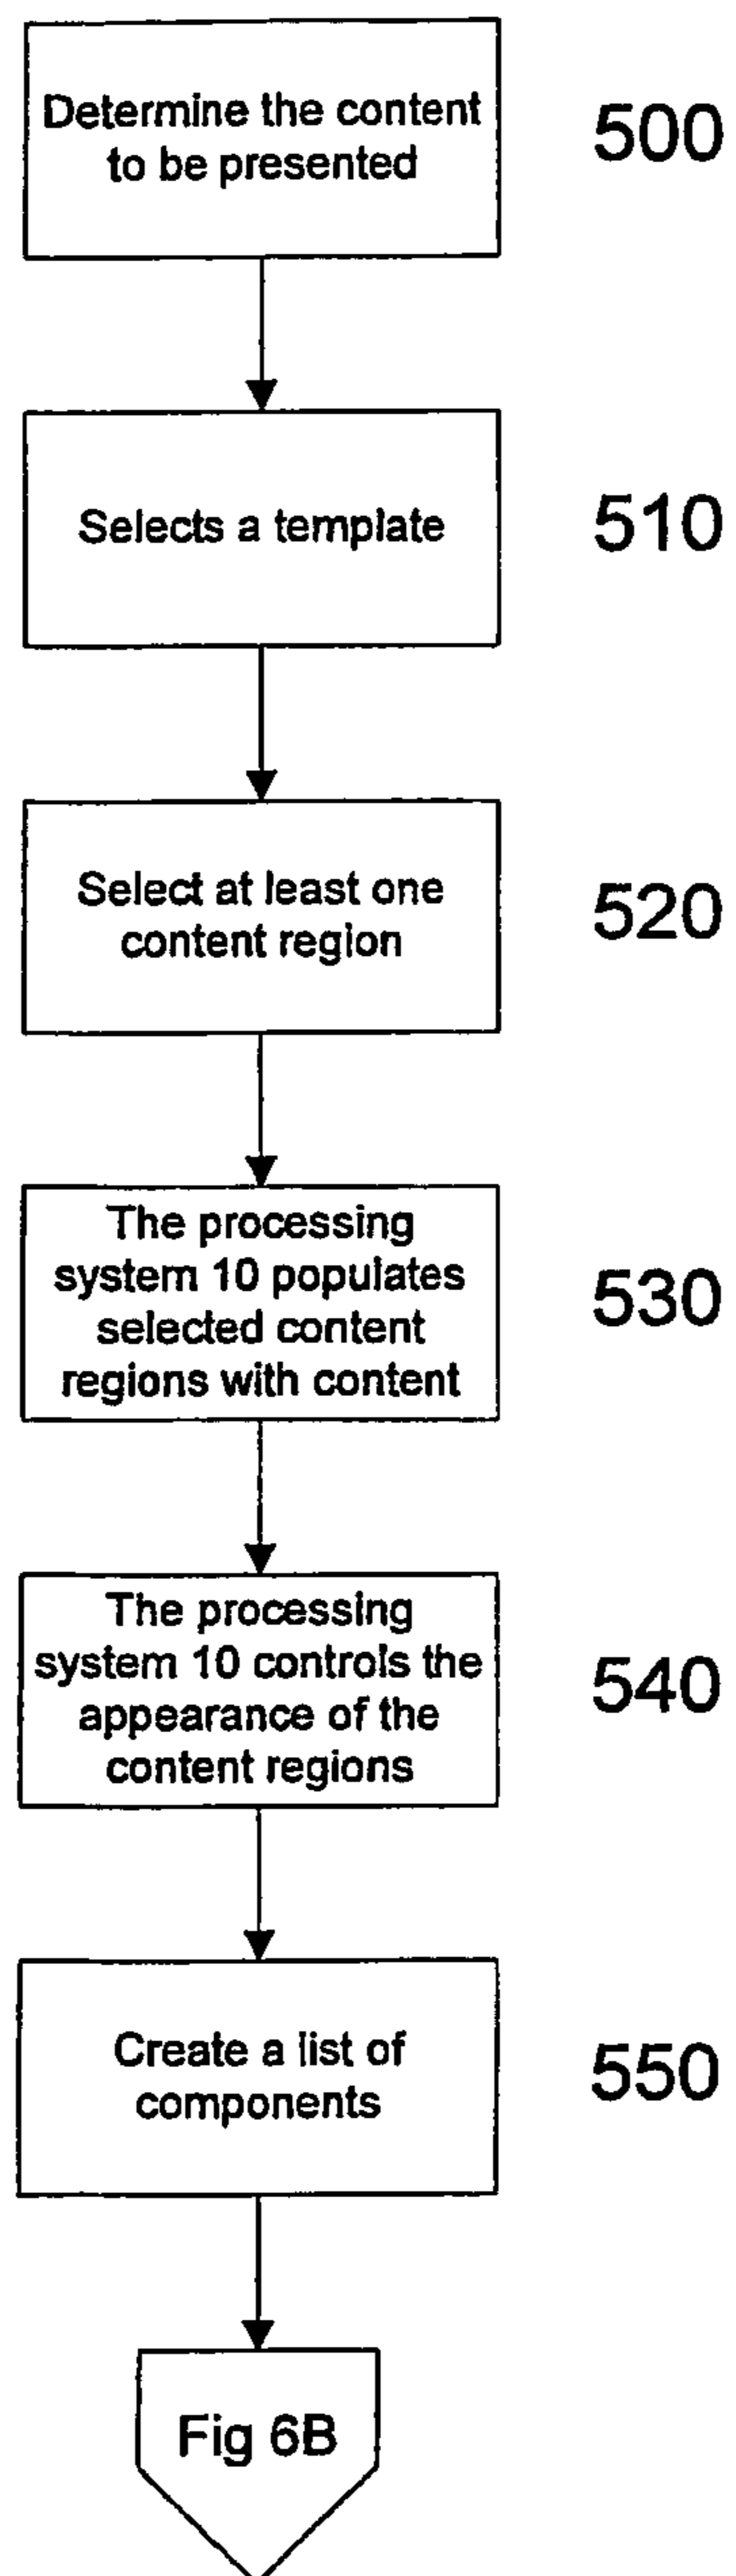 Determine the content
to be presented
500
Selects a template
510
Select at least one
content region
520
The processing
system 10 populates
selected content
regions with content
530
The processing
system 10 controls the
appearance of the
content regions
540
Create a list of
components
550
Fig 6B